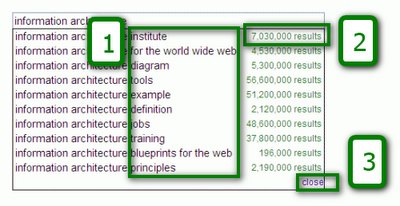 information arch
information architecture institute 7,030,000 results
information architecture for the world wide web 4,530,000 results
information architecture diagram 5,300,000 results
information architecture tools 56,600,000 results
information architecture example 51,200,000 results
information architecture definition 2,120,000 results
information architecture jobs 48,600,000 results
information architecture training 37,800,000 results
information architecture blueprints for the web 196,000 results
information architecture principles 2,190,000 results
close
1
2
3